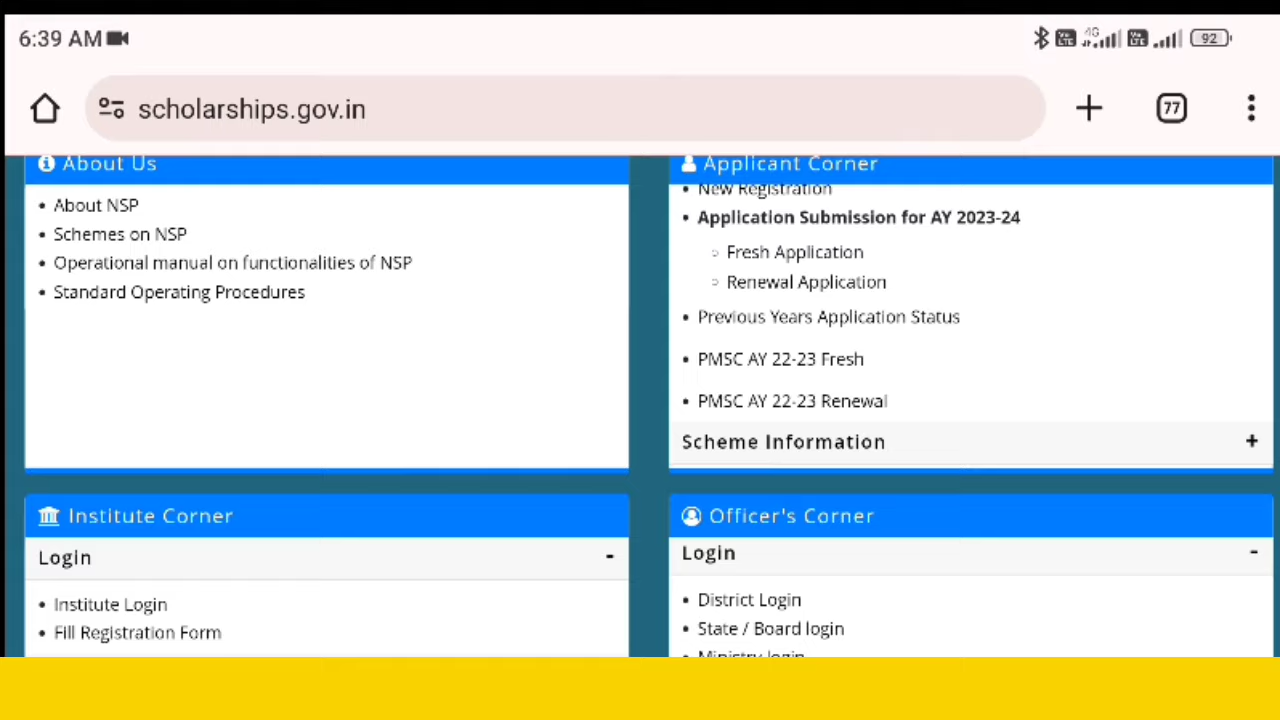 6:39 AM
4G
92
scholarships.gov.in
77
About Us
About NSP
Schemes on NSP
Operational manual on functionalities of NSP
Standard Operating Procedures
Applicant Corner
New Registration
Application Submission for AY 2023-24
Fresh Application
Renewal Application
Previous Years Application Status
PMSC AY 22-23 Fresh
PMSC AY 22-23 Renewal
Scheme Information +
Institute Corner
Login -
Institute Login
Fill Registration Form
Officer's Corner
Login -
District Login
State / Board login
Ministry login